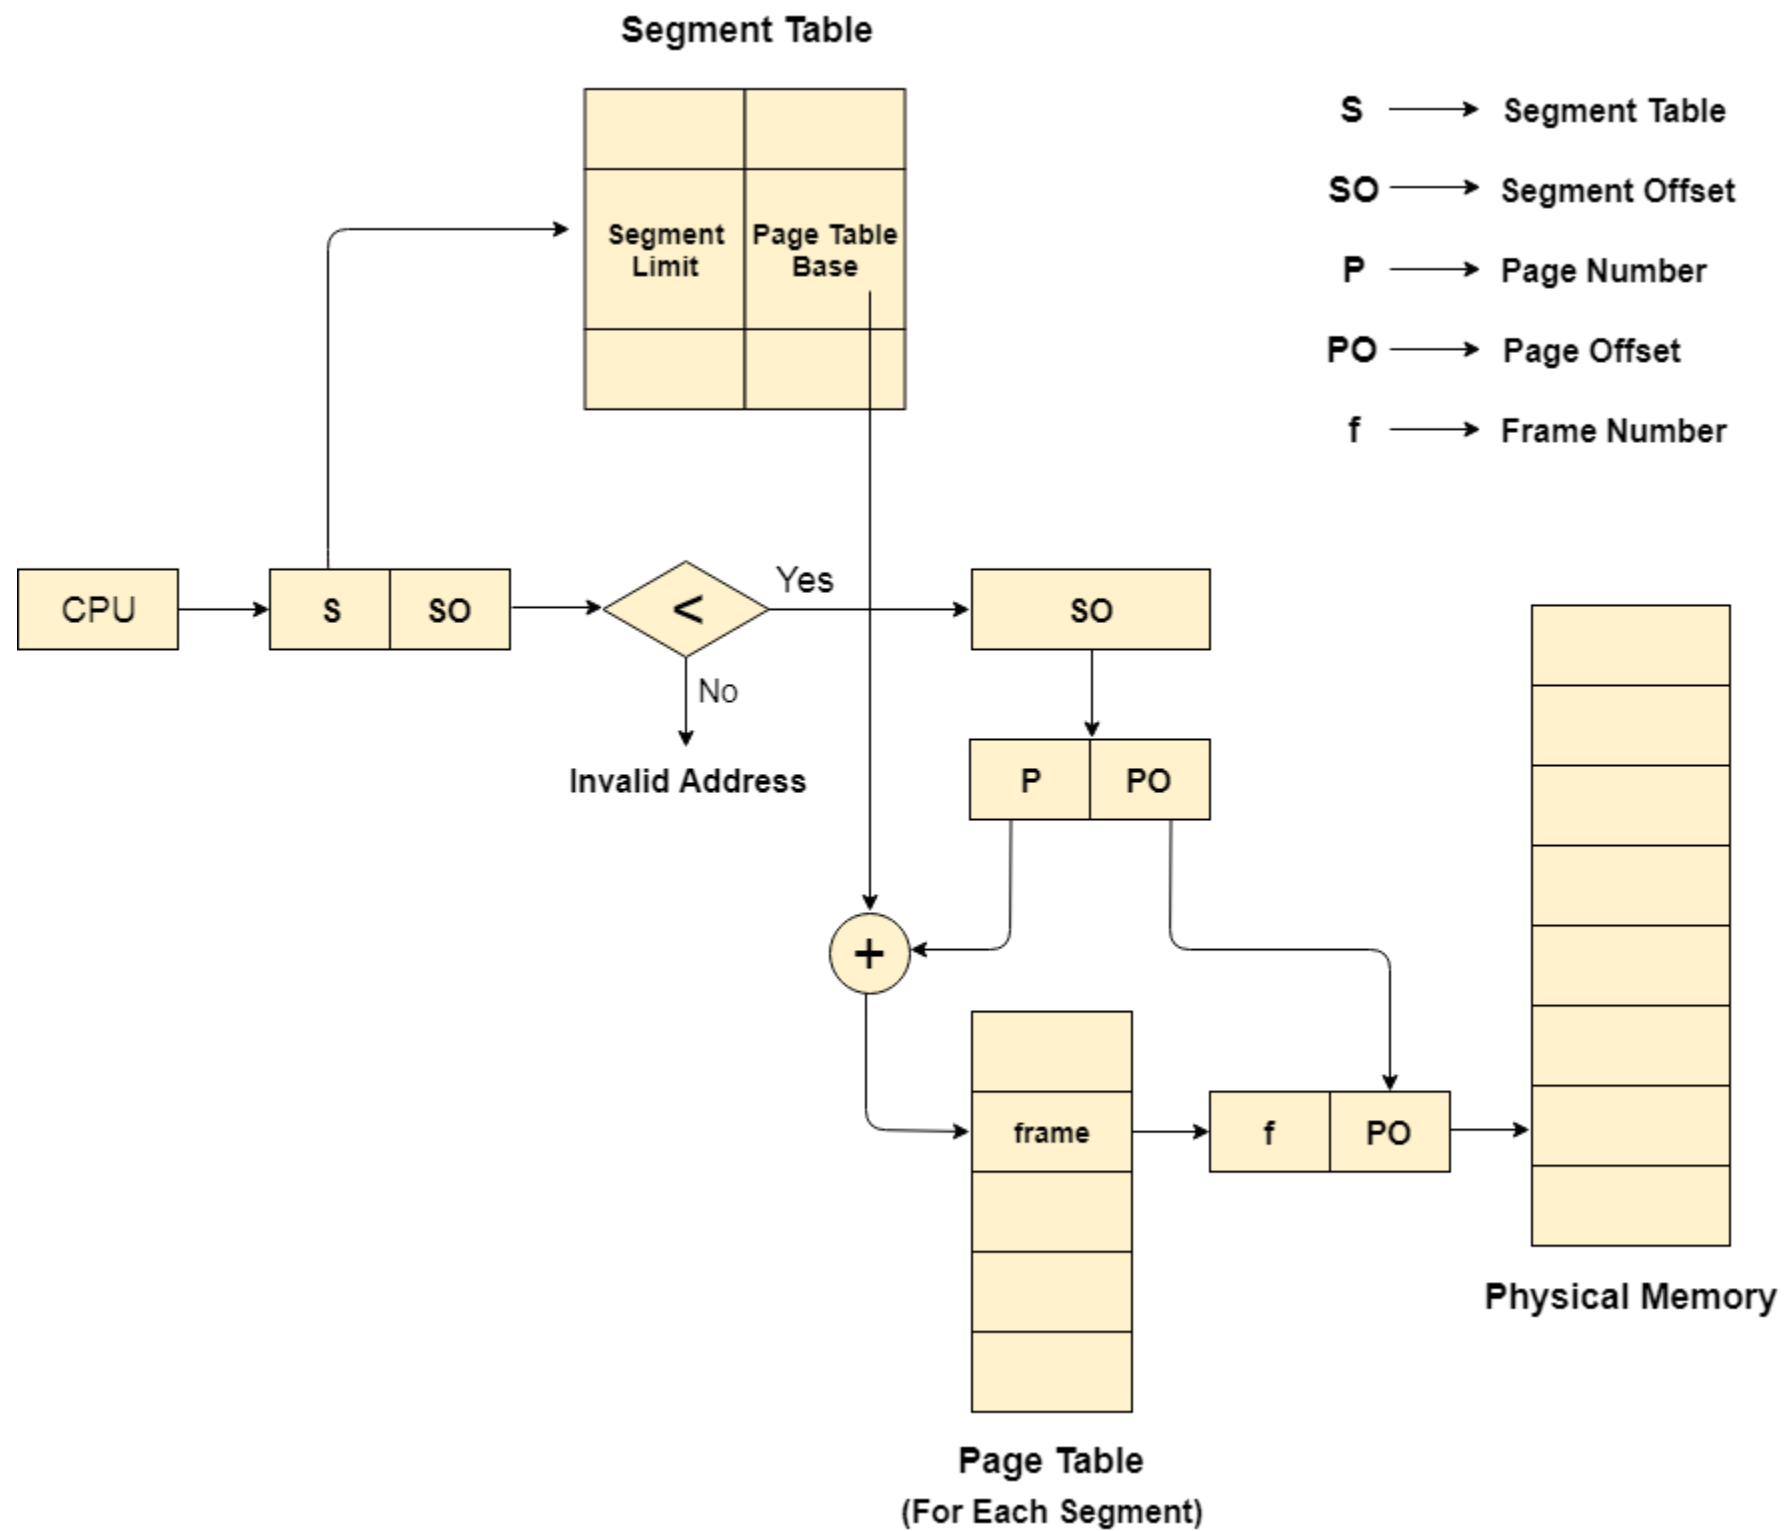 Segment Table
S
Segment Table
SO
Segment Offset
P
Page Number
PO
Page Offset
f
Frame Number
Segment
Limit
Page Table
Base
CPU
S
SO
<
Yes
No
Invalid Address
SO
P
PO
+
frame
f
PO
Physical Memory
Page Table
(For Each Segment)